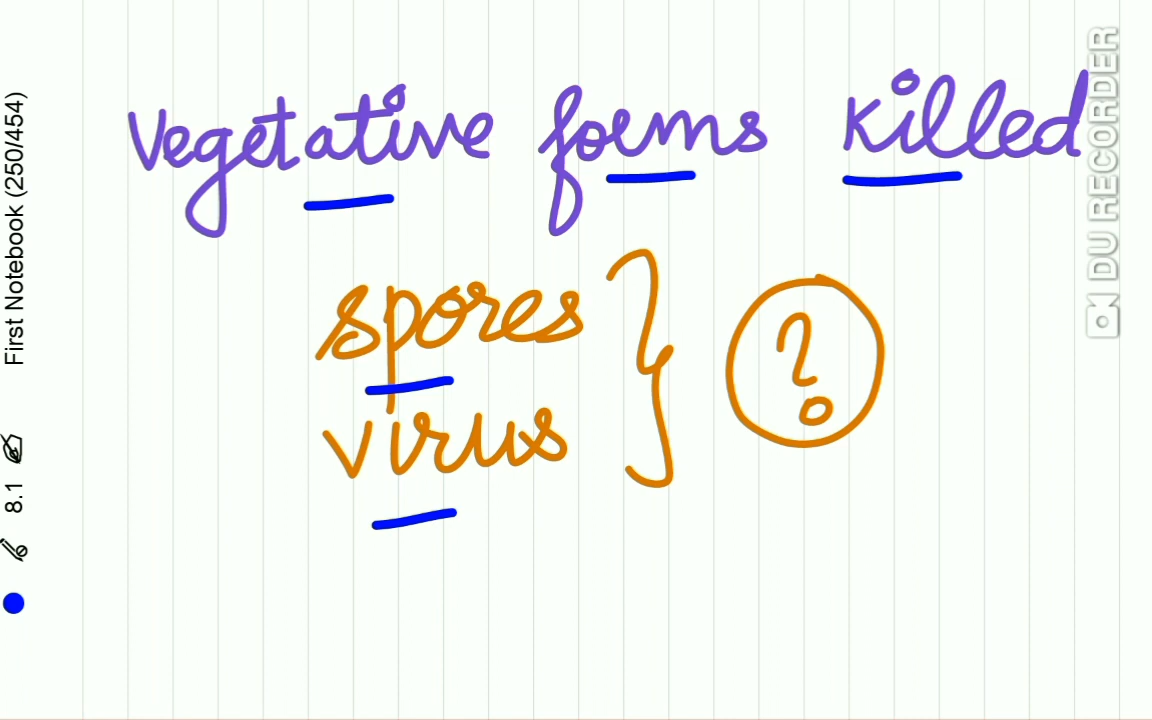 Vegetative forms killed
spores
virus
?
First Notebook (250/454)
8.1
DU RECORDER